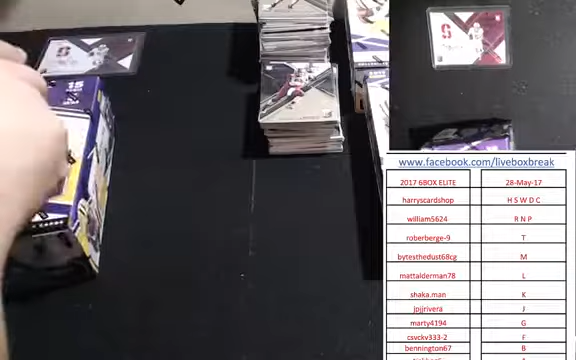 www.facebook.com/liveboxbreak
2017 6BOX ELITE 28-May-17
harryscardshop H S W D C
william5624 R N P
roberberge-9 T
bytesthedust68cg M
mattalderman78 L
shaka.man K
jpjjrivera J
marty4194 G
csvckv333-2 F
bennington67 B